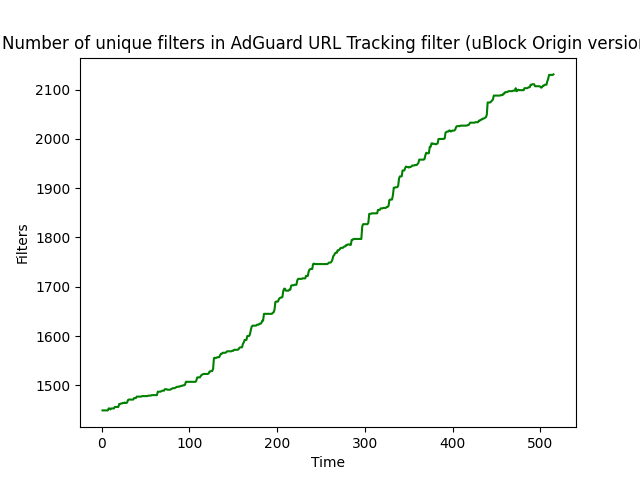 Number of unique filters in AdGuard URL Tracking filter (uBlock Origin version
2100
2000
1900
1800
1700
1600
1500
Filters
0 100 200 300 400 500
Time